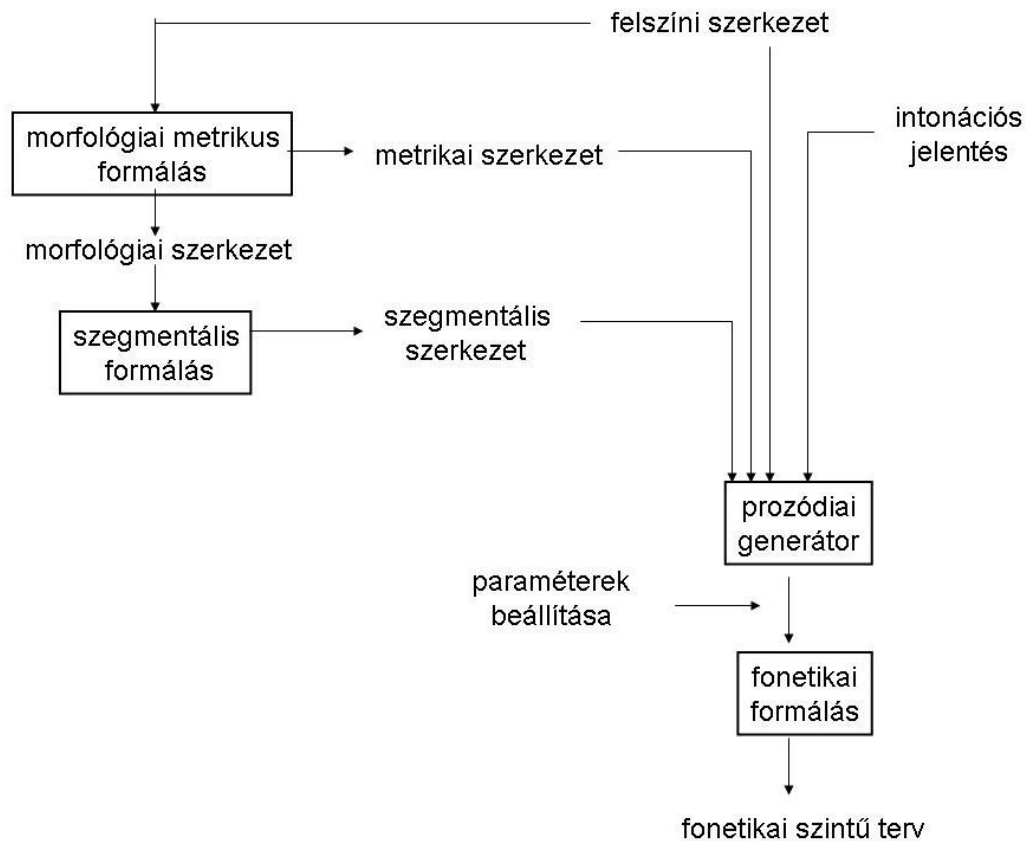 felszíni szerkezet
intonációs
jelentés
morfológiai metrikus
formálás
metrikai szerkezet
morfológiai szerkezet
szegmentális
formálás
szegmentális
szerkezet
prozódiai
generátor
paraméterek
beállítása
fonetikai
formálás
fonetikai szintű terv